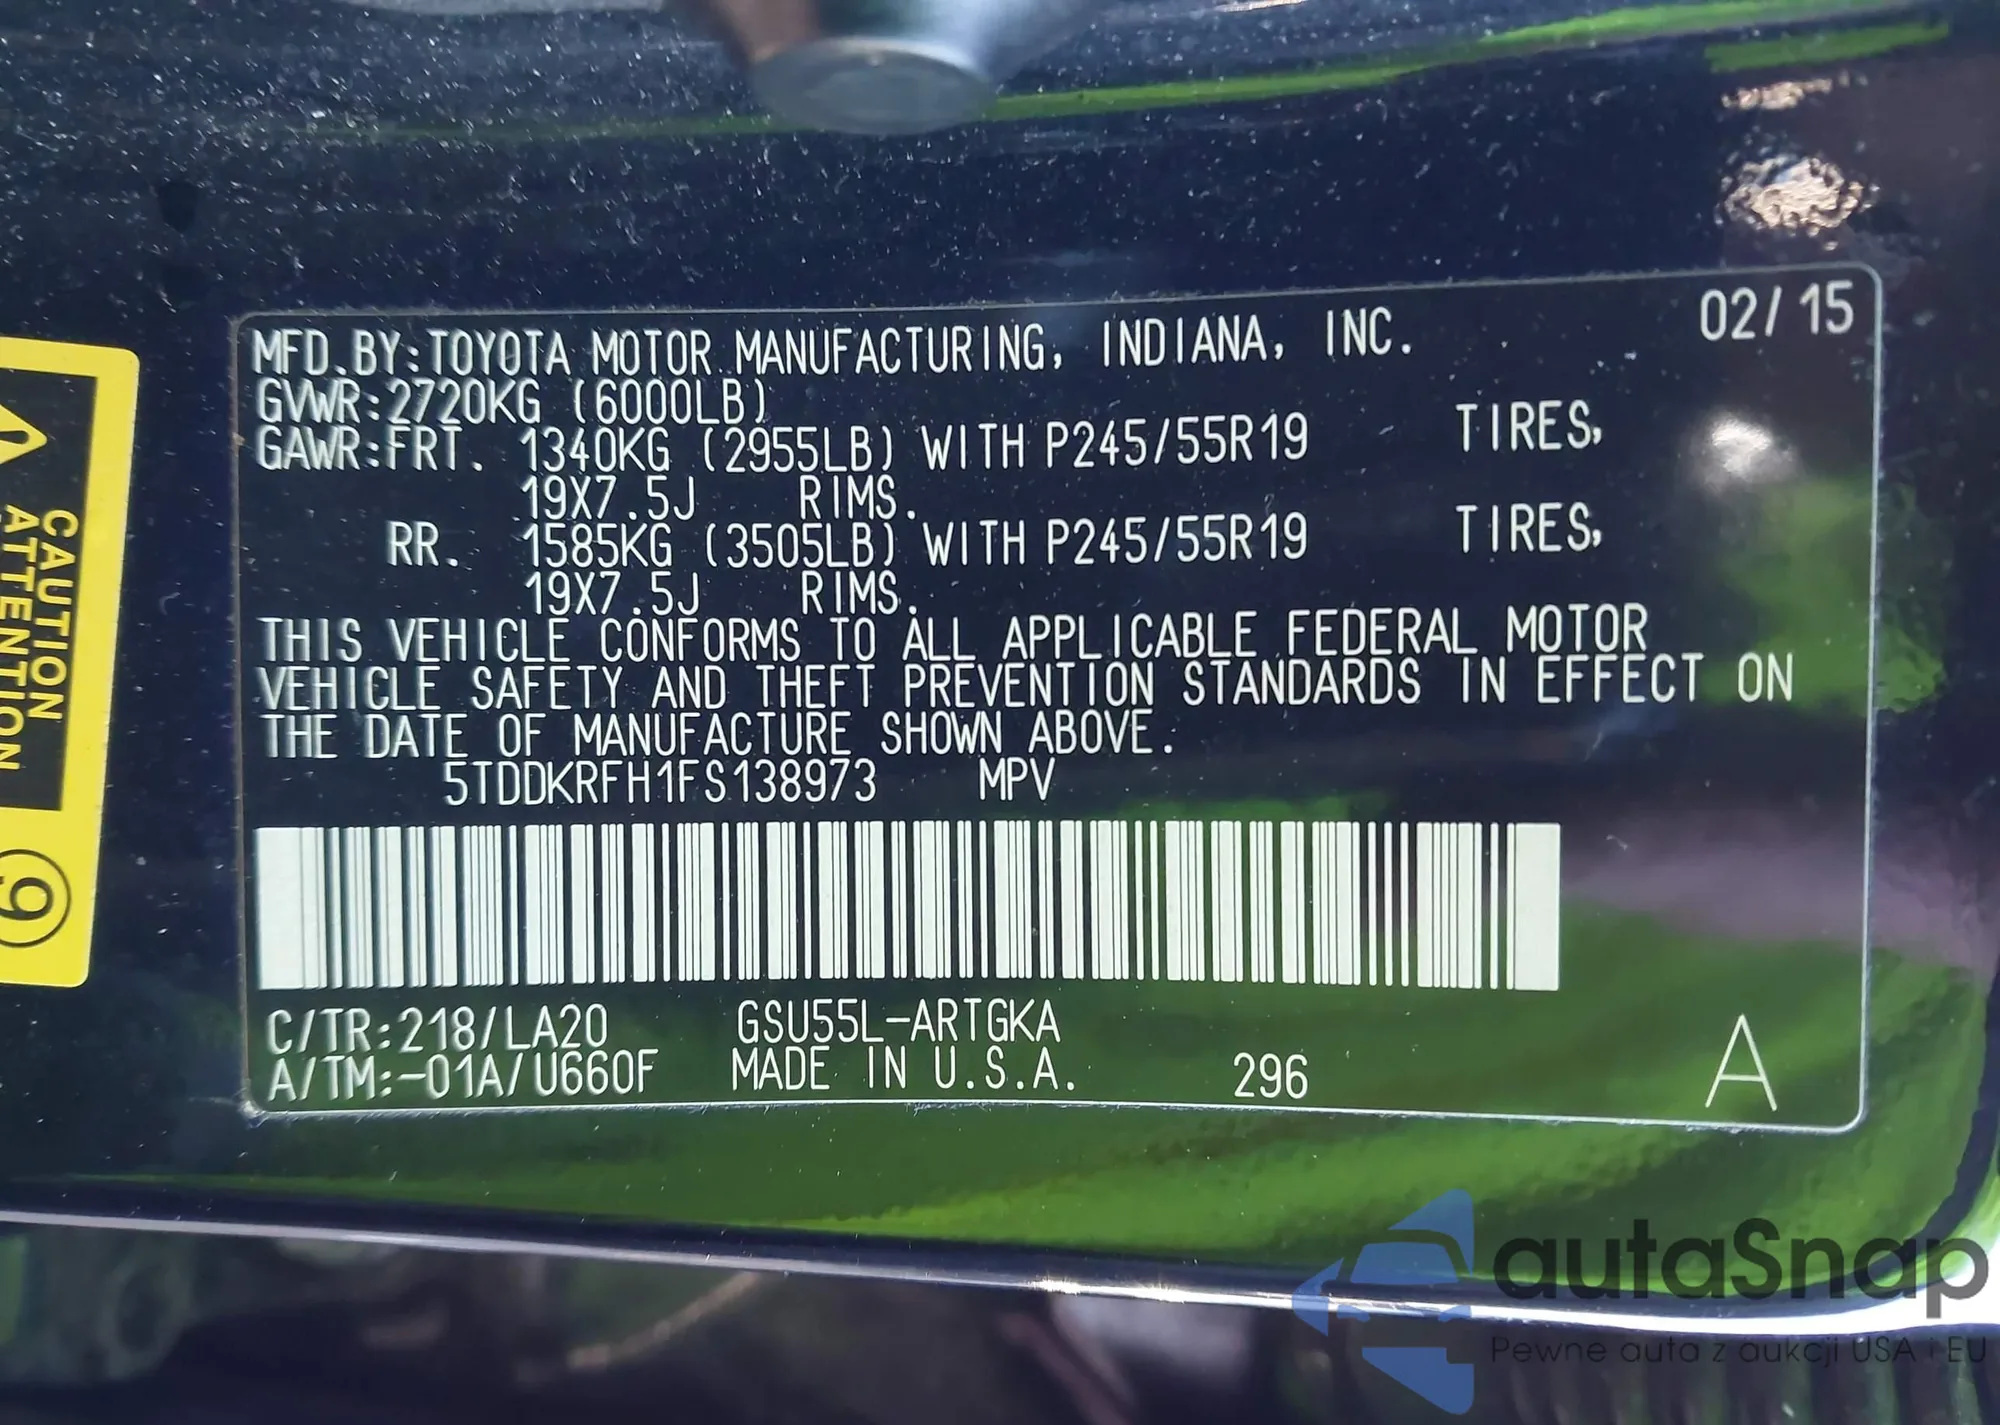 02/15
MFD.BY:TOYOTA MOTOR MANUFACTURING, INDIANA, INC.
GVWR:2720KG (6000LB)
GAWR:FRT. 1340KG (2955LB) WITH P245/55R19 TIRES,
19X7.5J RIMS.
RR. 1585KG (3505LB) WITH P245/55R19 TIRES,
19X7.5J RIMS.
THIS VEHICLE CONFORMS TO ALL APPLICABLE FEDERAL MOTOR
VEHICLE SAFETY AND THEFT PREVENTION STANDARDS IN EFFECT ON
THE DATE OF MANUFACTURE SHOWN ABOVE.
5TDDKRFH1FS138973 MPV
C/TR:218/LA20 GSU55L-ARTGKA
A/TM:-01A/U660F MADE IN U.S.A. 296 A
CAUTION
ATTENTION
9
autaSnap
Pewne auta z aukcji USA i EU